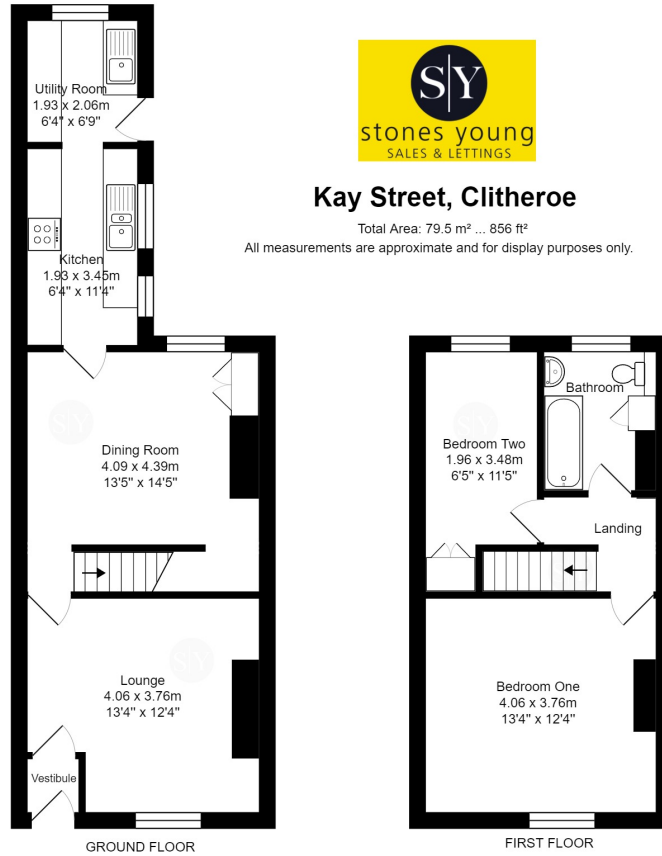 S|Y
stones young
SALES & LETTINGS
Kay Street, Clitheroe
Total Area: 79.5 m² ... 856 ft²
All measurements are approximate and for display purposes only.
Utility Room
1.93 x 2.06m
6'4" x 6'9"
Kitchen
1.93 x 3.45m
6'4" x 11'4"
Dining Room
4.09 x 4.39m
13'5" x 14'5"
Lounge
4.06 x 3.76m
13'4" x 12'4"
Vestibule
GROUND FLOOR
Bathroom
Bedroom Two
1.96 x 3.48m
6'5" x 11'5"
Landing
Bedroom One
4.06 x 3.76m
13'4" x 12'4"
FIRST FLOOR
S|Y
S|Y